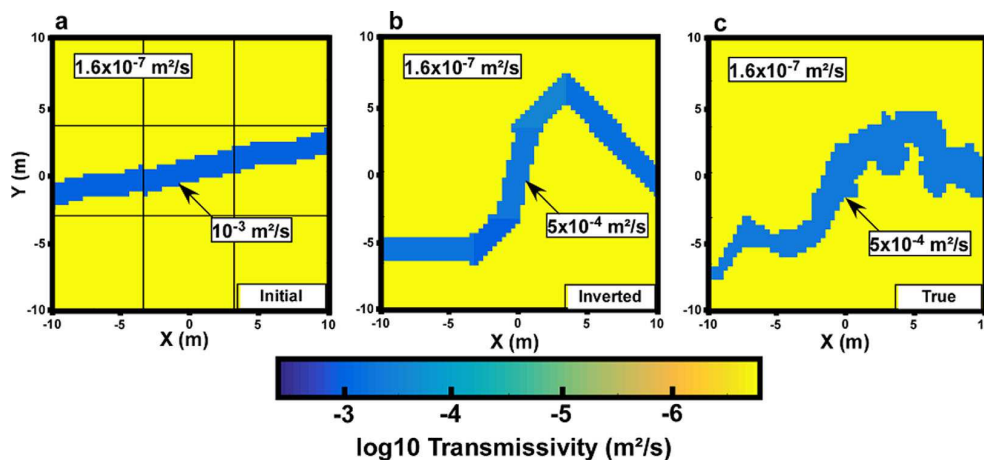 a
b
c
10
5
0
-5
-10
Y (m)
1.6x10⁻⁷ m²/s
10⁻³ m²/s
Initial
-10
-5
0
5
10
X (m)
10
5
0
-5
-10
1.6x10⁻⁷ m²/s
5x10⁻⁴ m²/s
Inverted
-10
-5
0
5
10
X (m)
10
5
0
-5
-10
1.6x10⁻⁷ m²/s
5x10⁻⁴ m²/s
True
-10
-5
0
5
X (m)
-3
-4
-5
-6
log10 Transmissivity (m²/s)